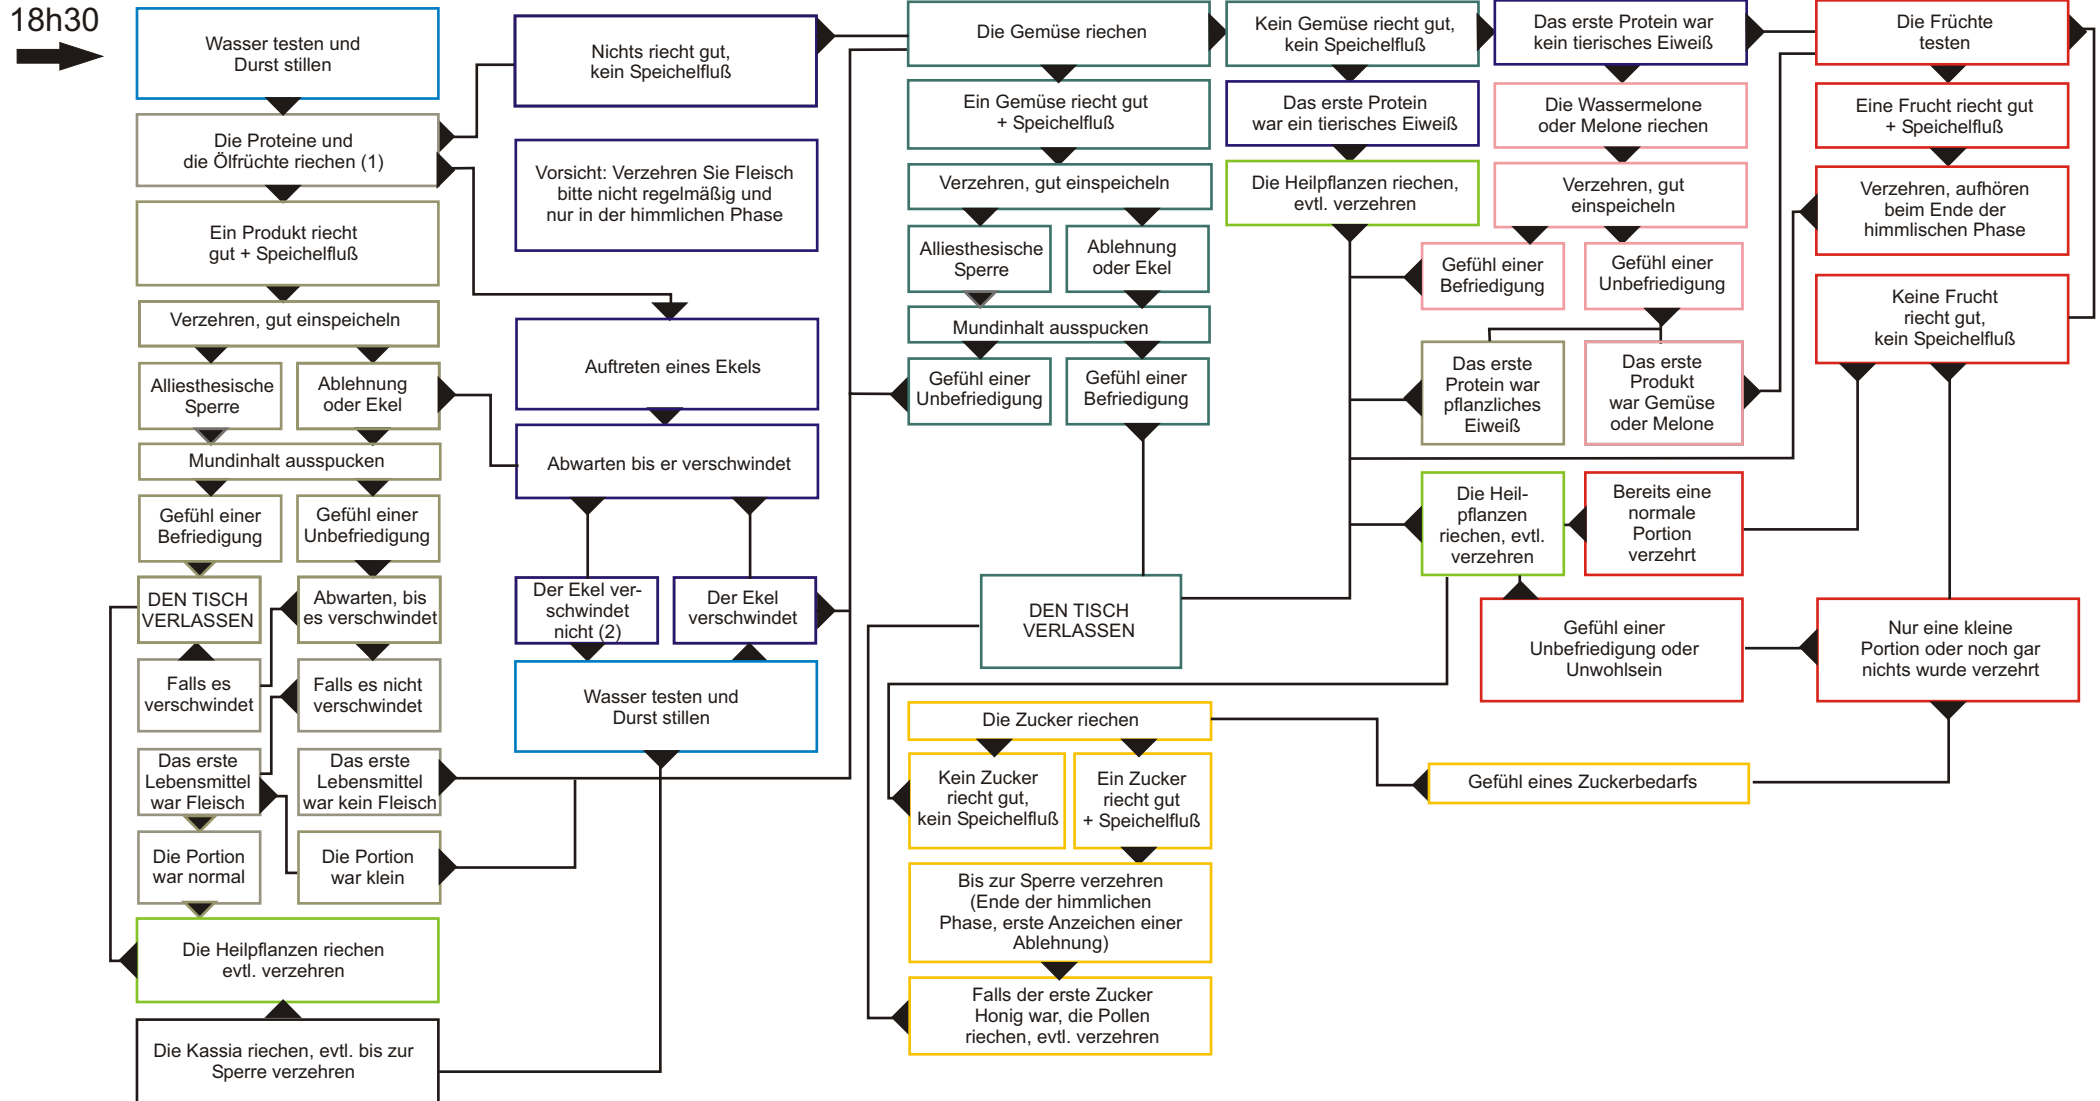 18h30
Wasser testen und
Durst stillen
Die Proteine und
die Ölfrüchte riechen (1)
Ein Produkt riecht
gut + Speichelfluß
Verzehren, gut einspeicheln
Alliesthesische
Sperre
Ablehnung
oder Ekel
Mundinhalt ausspucken
Gefühl einer
Befriedigung
Gefühl einer
Unbefriedigung
DEN TISCH
VERLASSEN
Abwarten, bis
es verschwindet
Falls es
verschwindet
Falls es nicht
verschwindet
Das erste
Lebensmittel
war Fleisch
Das erste
Lebensmittel
war kein Fleisch
Die Portion
war normal
Die Portion
war klein
Die Heilpflanzen riechen
evtl. verzehren
Die Kassia riechen, evtl. bis zur
Sperre verzehren
Nichts riecht gut,
kein Speichelfluß
Vorsicht: Verzehren Sie Fleisch
bitte nicht regelmäßig und
nur in der himmlichen Phase
Auftreten eines Ekels
Abwarten bis er verschwindet
Der Ekel ver-
schwindet
nicht (2)
Der Ekel
verschwindet
Wasser testen und
Durst stillen
Die Gemüse riechen
Ein Gemüse riecht gut
+ Speichelfluß
Verzehren, gut einspeicheln
Alliesthesische
Sperre
Ablehnung
oder Ekel
Mundinhalt ausspucken
Gefühl einer
Unbefriedigung
Gefühl einer
Befriedigung
DEN TISCH
VERLASSEN
Die Zucker riechen
Kein Zucker
riecht gut,
kein Speichelfluß
Ein Zucker
riecht gut
+ Speichelfluß
Bis zur Sperre verzehren
(Ende der himmlichen
Phase, erste Anzeichen einer
Ablehnung)
Falls der erste Zucker
Honig war, die Pollen
riechen, evtl. verzehren
Kein Gemüse riecht gut,
kein Speichelfluß
Das erste Protein
war ein tierisches Eiweiß
Die Heilpflanzen riechen,
evtl. verzehren
Das erste Protein war
kein tierisches Eiweiß
Die Wassermelone
oder Melone riechen
Verzehren, gut
einspeicheln
Gefühl einer
Befriedigung
Gefühl einer
Unbefriedigung
Das erste
Protein war
pflanzliches
Eiweiß
Das erste
Produkt
war Gemüse
oder Melone
Die Heil-
pflanzen
riechen, evtl.
verzehren
Bereits eine
normale
Portion
verzehrt
Gefühl einer
Unbefriedigung oder
Unwohlsein
Gefühl eines Zuckerbedarfs
Die Früchte
testen
Eine Frucht riecht gut
+ Speichelfluß
Verzehren, aufhören
beim Ende der
himmlischen Phase
Keine Frucht
riecht gut,
kein Speichelfluß
Nur eine kleine
Portion oder noch gar
nichts wurde verzehrt